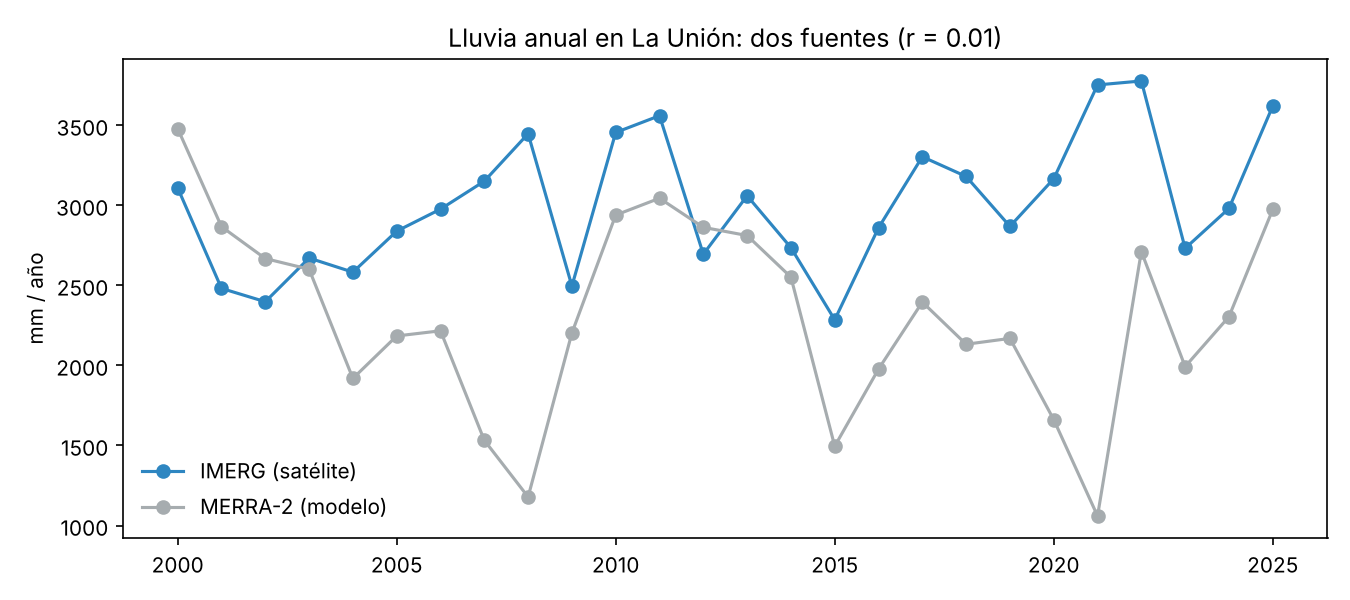 Lluvia anual en La Unión: dos fuentes (r = 0.01)
mm / año
3500
3000
2500
2000
1500
1000
IMERG (satélite)
MERRA-2 (modelo)
2000 2005 2010 2015 2020 2025